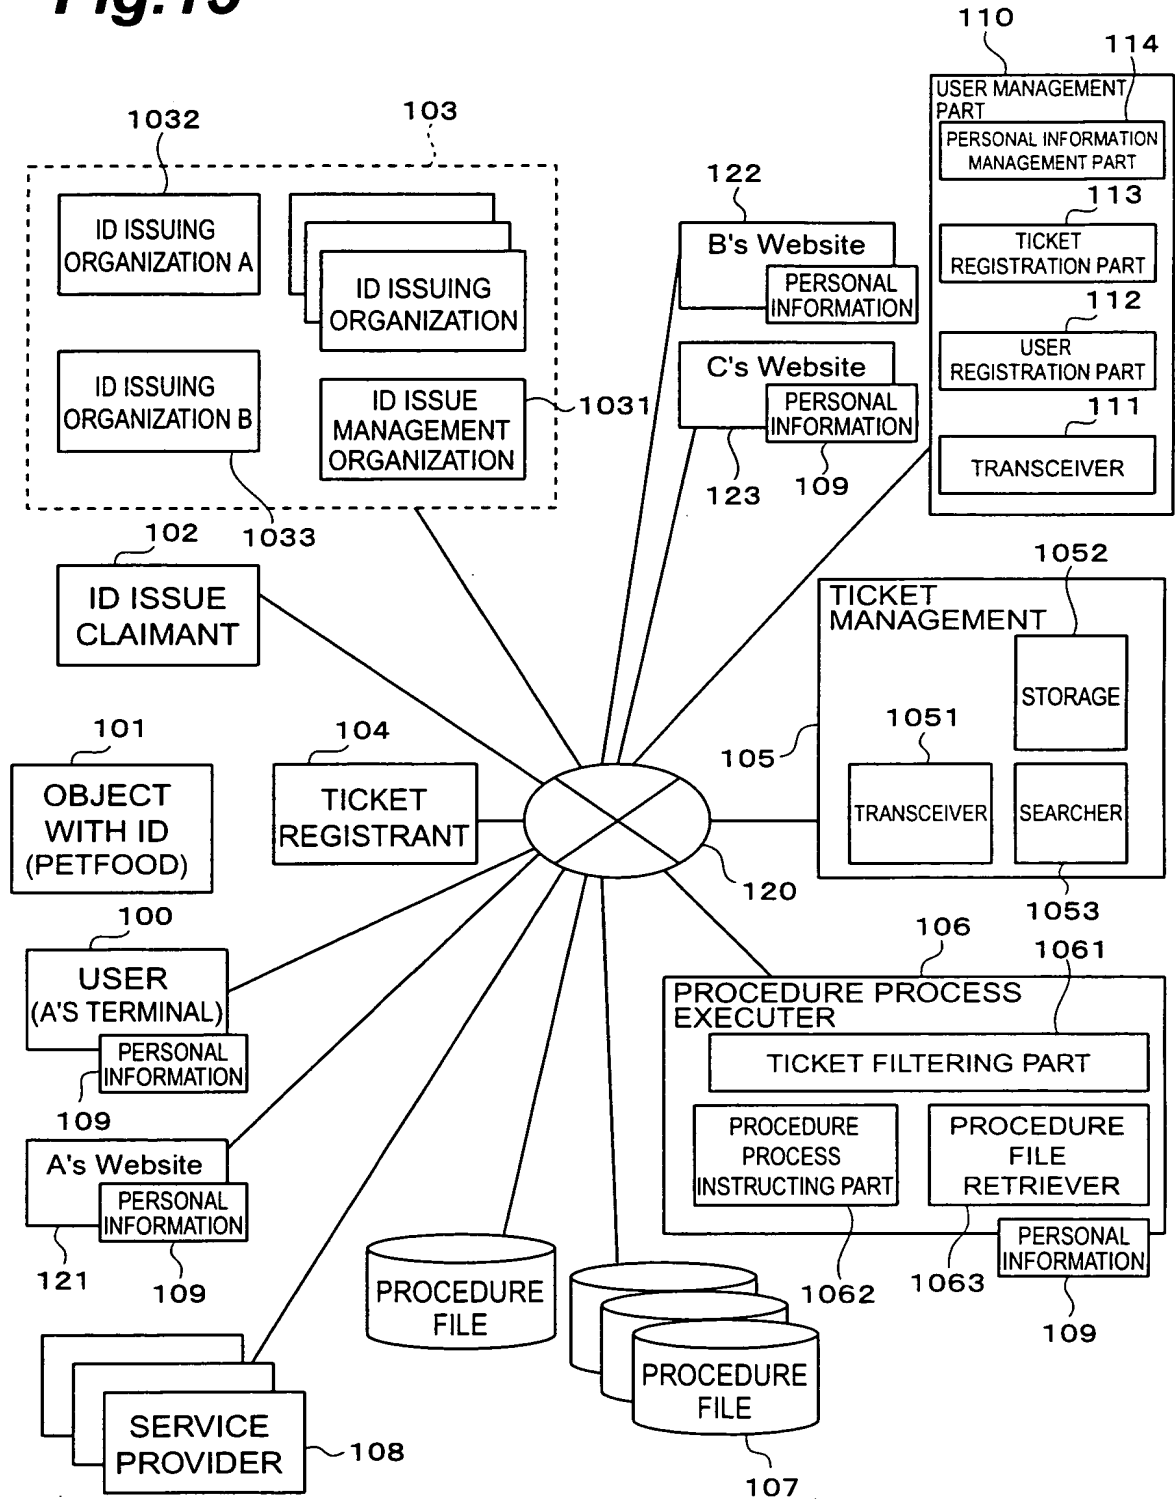 Fig.15
110
114
USER MANAGEMENT
PART
PERSONAL INFORMATION
MANAGEMENT PART
113
TICKET
REGISTRATION PART
112
USER
REGISTRATION PART
111
TRANSCEIVER
1032
103
ID ISSUING
ORGANIZATION A
ID ISSUING
ORGANIZATION
ID ISSUING
ORGANIZATION B
ID ISSUE
MANAGEMENT
ORGANIZATION
1031
1033
122
B's Website
PERSONAL
INFORMATION
C's Website
PERSONAL
INFORMATION
123
109
102
ID ISSUE
CLAIMANT
1052
TICKET
MANAGEMENT
STORAGE
1051
105
TRANSCEIVER
SEARCHER
1053
101
OBJECT
WITH ID
(PETFOOD)
104
TICKET
REGISTRANT
120
100
USER
(A'S TERMINAL)
PERSONAL
INFORMATION
109
A's Website
PERSONAL
INFORMATION
121
109
106
1061
PROCEDURE PROCESS
EXECUTER
TICKET FILTERING PART
PROCEDURE
PROCESS
INSTRUCTING PART
PROCEDURE
FILE
RETRIEVER
PERSONAL
INFORMATION
1062
1063
109
PROCEDURE
FILE
PROCEDURE
FILE
107
SERVICE
PROVIDER
108